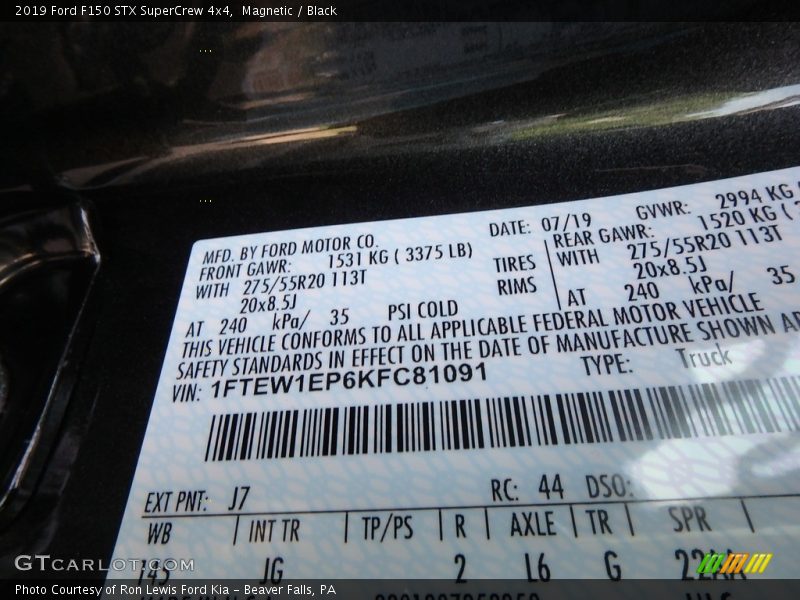 2019 Ford F150 STX SuperCrew 4x4, Magnetic / Black
MFD. BY FORD MOTOR CO.
DATE: 07/19
GVWR: 2994 KG
FRONT GAWR: 1531 KG ( 3375 LB)
REAR GAWR: 1520 KG (
WITH 275/55R20 113T
TIRES
WITH 275/55R20 113T
20x8.5J
RIMS
20x8.5J
AT 240 kPa/ 35 PSI COLD
AT 240 kPa/ 35
THIS VEHICLE CONFORMS TO ALL APPLICABLE FEDERAL MOTOR VEHICLE
SAFETY STANDARDS IN EFFECT ON THE DATE OF MANUFACTURE SHOWN
VIN: 1FTEW1EP6KFC81091
TYPE: Truck
EXT PNT: J7
RC: 44 DSO:
WB INT TR TP/PS R AXLE TR SPR
145 JG 2 L6 G
GTCARLOT.COM
Photo Courtesy of Ron Lewis Ford Kia – Beaver Falls, PA